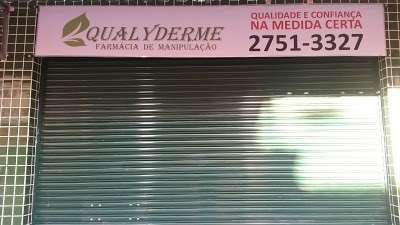 QUALYDERME
FARMÁCIA DE MANIPULAÇÃO
QUALIDADE E CONFIANÇA
NA MEDIDA CERTA
2751-3327